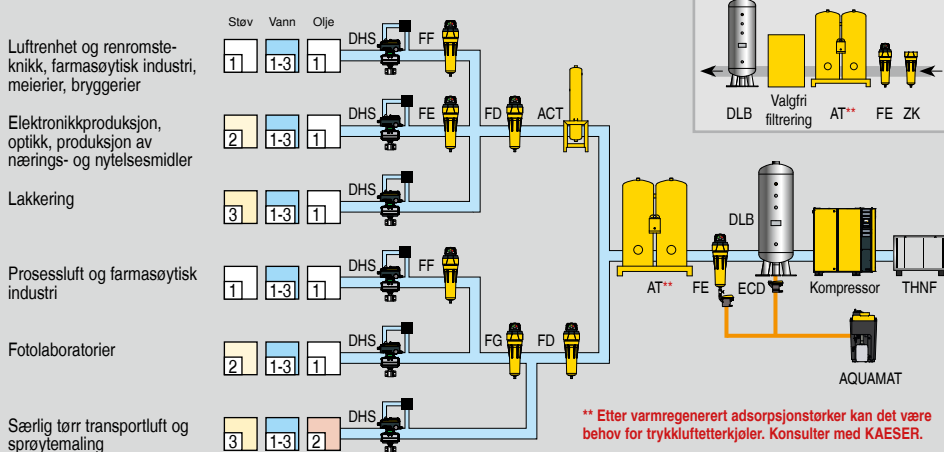 Støv Vann Olje
Luftrenhet og renromste-
knikk, farmasøytisk industri,
meierier, bryggerier
1 1-3 1
DHS FF
Elektronikkproduksjon,
optikk, produksjon av
nærings- og nytelsesmidler
2 1-3 1
DHS FE FD ACT
Lakkering
3 1-3 1
DHS
Prosessluft og farmasøytisk
industri
1 1-3 1
DHS FF
Fotolaboratorier
2 1-3 1
DHS FG FD
Særlig tørr transportluft og
sprøytemaling
3 1-3 2
DHS
DLB Valgfri
filtrering AT** FE ZK
DLB
AT** FE ECD Kompressor THNF
AQUAMAT
** Etter varmregenerert adsorpsjonstørker kan det være
behov for trykkluftetterkjøler. Konsulter med KAESER.